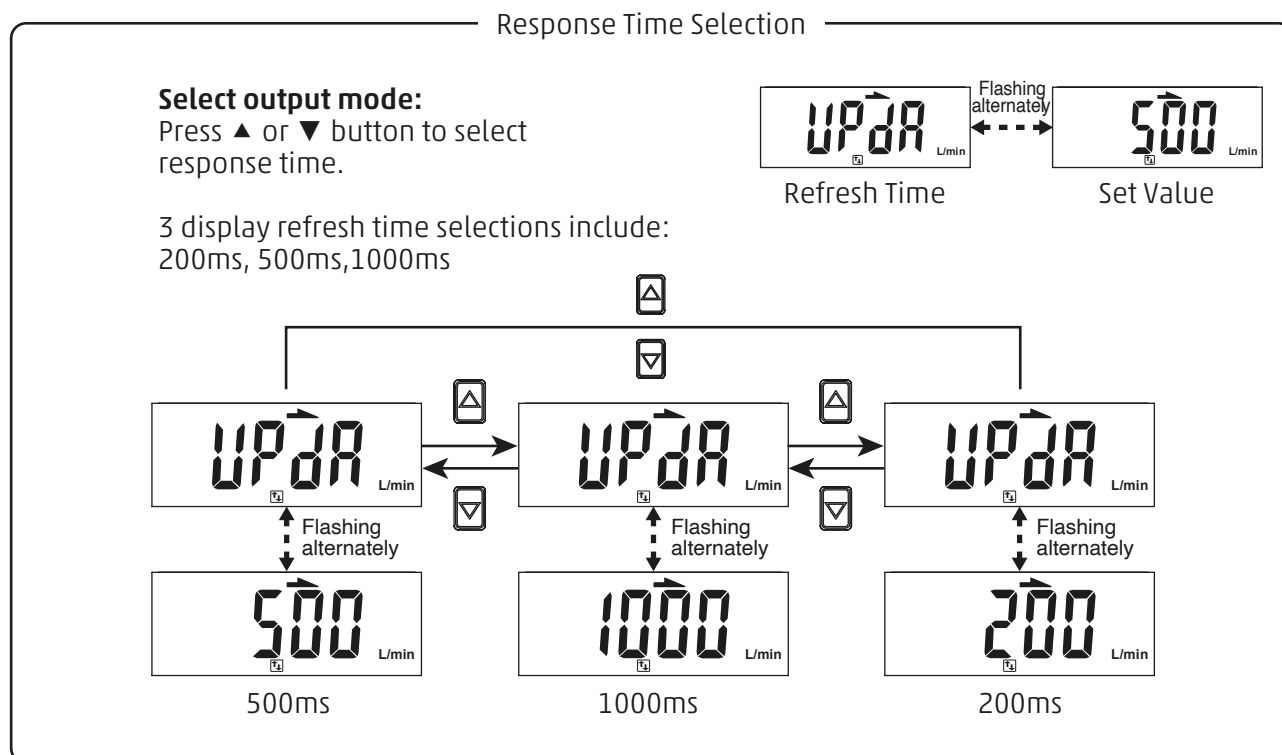 Response Time Selection
Select output mode:
Press ▲ or ▼ button to select
response time.
3 display refresh time selections include:
200ms, 500ms,1000ms
UPdA L/min
Flashing
alternately
500 L/min
Refresh Time
Set Value
UPdA L/min
UPdA L/min
UPdA L/min
Flashing
alternately
Flashing
alternately
Flashing
alternately
500 L/min
1000 L/min
200 L/min
500ms
1000ms
200ms